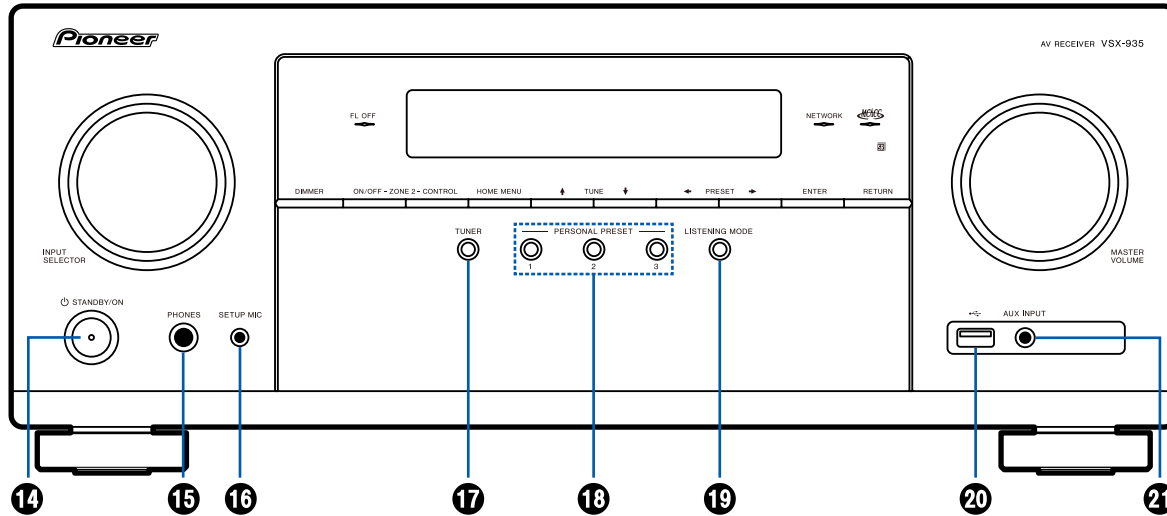 Pioneer
AV RECEIVER VSX-935
FL OFF
NETWORK
MCACC
DIMMER
ON/OFF - ZONE 2 - CONTROL
HOME MENU
TUNE
PRESET
ENTER
RETURN
TUNER
PERSONAL PRESET
LISTENING MODE
1
2
3
INPUT
SELECTOR
MASTER
VOLUME
STANDBY/ON
PHONES
SETUP MIC
AUX INPUT
14
15
16
17
18
19
20
21